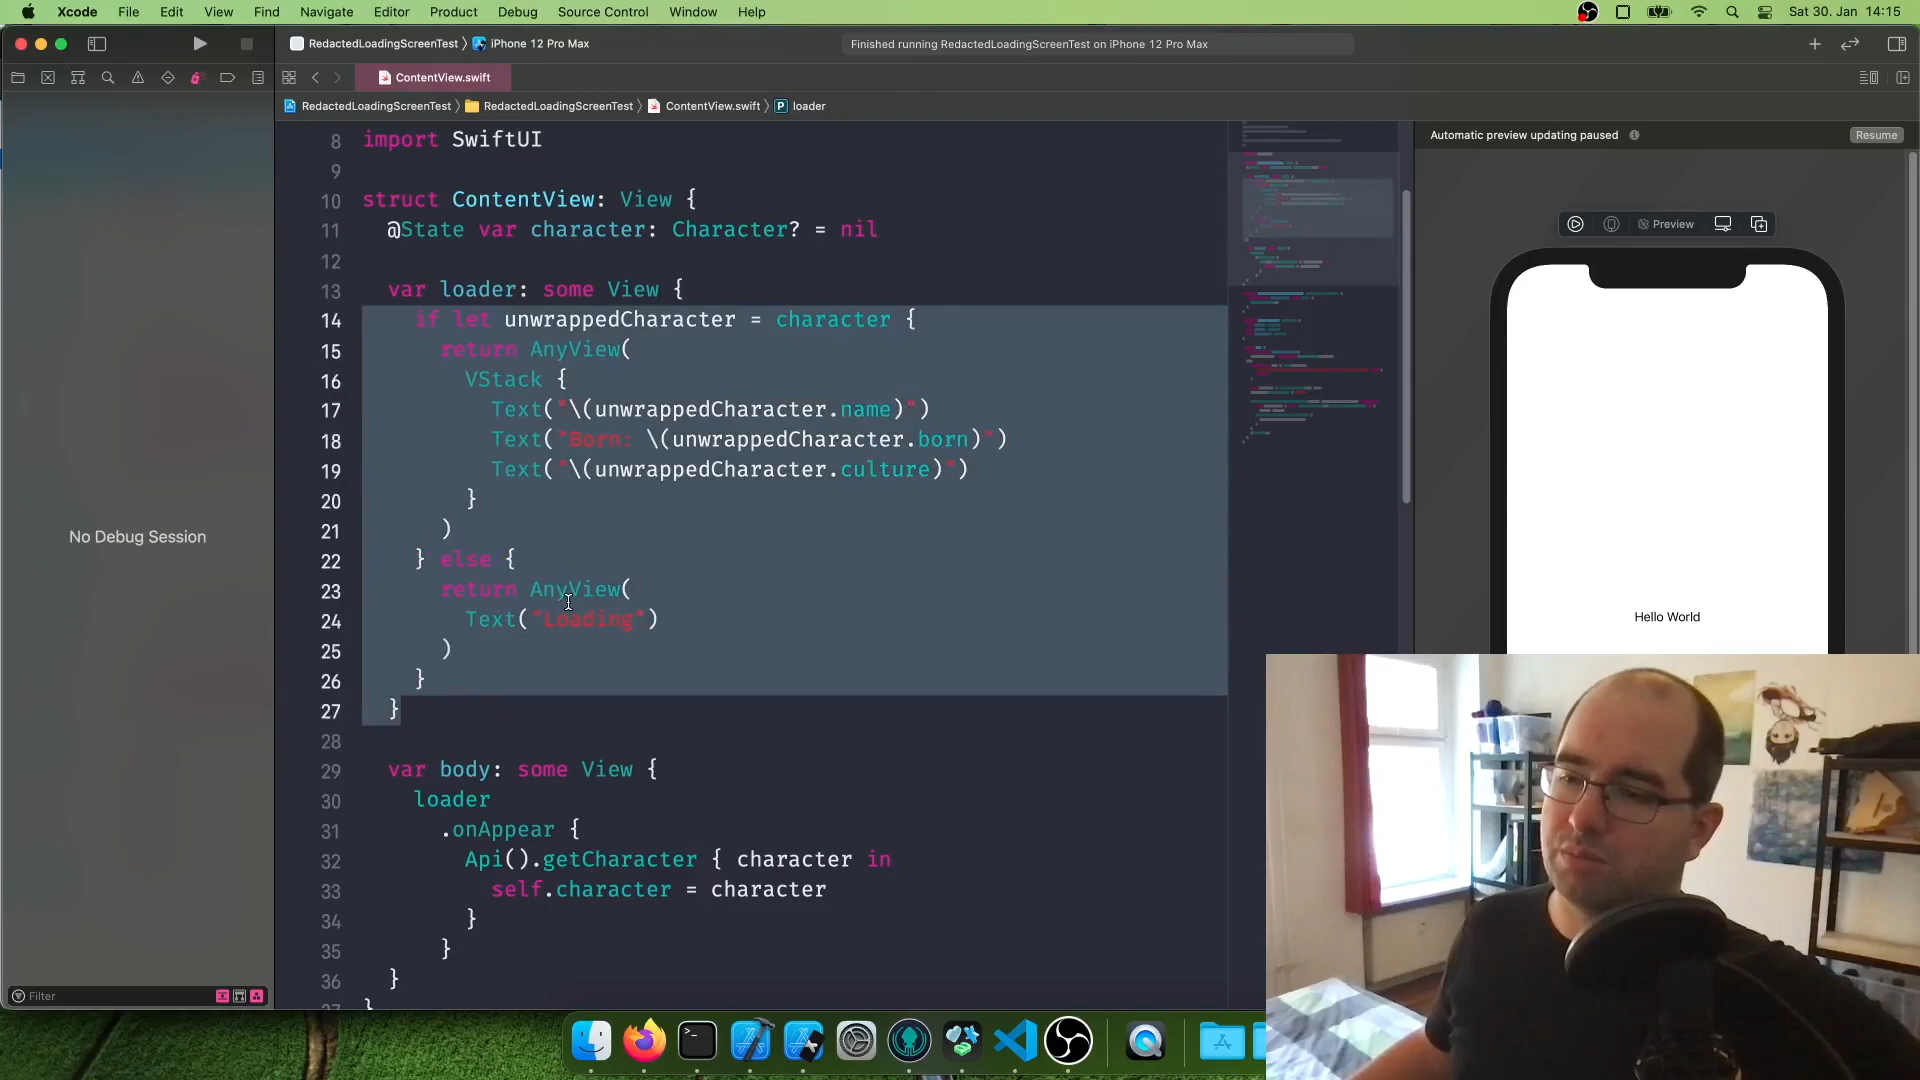 Xcode File Edit View Find Navigate Editor Product Debug Source Control Window Help Sat 30. Jan 14:15
RedactedLoadingScreenTest iPhone 12 Pro Max Finished running RedactedLoadingScreenTest on iPhone 12 Pro Max
ContentView.swift
RedactedLoadingScreenTest RedactedLoadingScreenTest ContentView.swift P loader
8 import SwiftUI
9
10 struct ContentView: View {
11 @State var character: Character? = nil
12
13 var loader: some View {
14 if let unwrappedCharacter = character {
15 return AnyView(
16 VStack {
17 Text("\(unwrappedCharacter.name)")
18 Text("Born: \(unwrappedCharacter.born)")
19 Text("\(unwrappedCharacter.culture)")
20 }
21 )
22 } else {
23 return AnyView(
24 Text("Loading")
25 )
26 }
27 }
28
29 var body: some View {
30 loader
31 .onAppear {
32 Api().getCharacter { character in
33 self.character = character
34 }
35 }
36 }
}
No Debug Session
Filter
Automatic preview updating paused Resume
Preview
Hello World